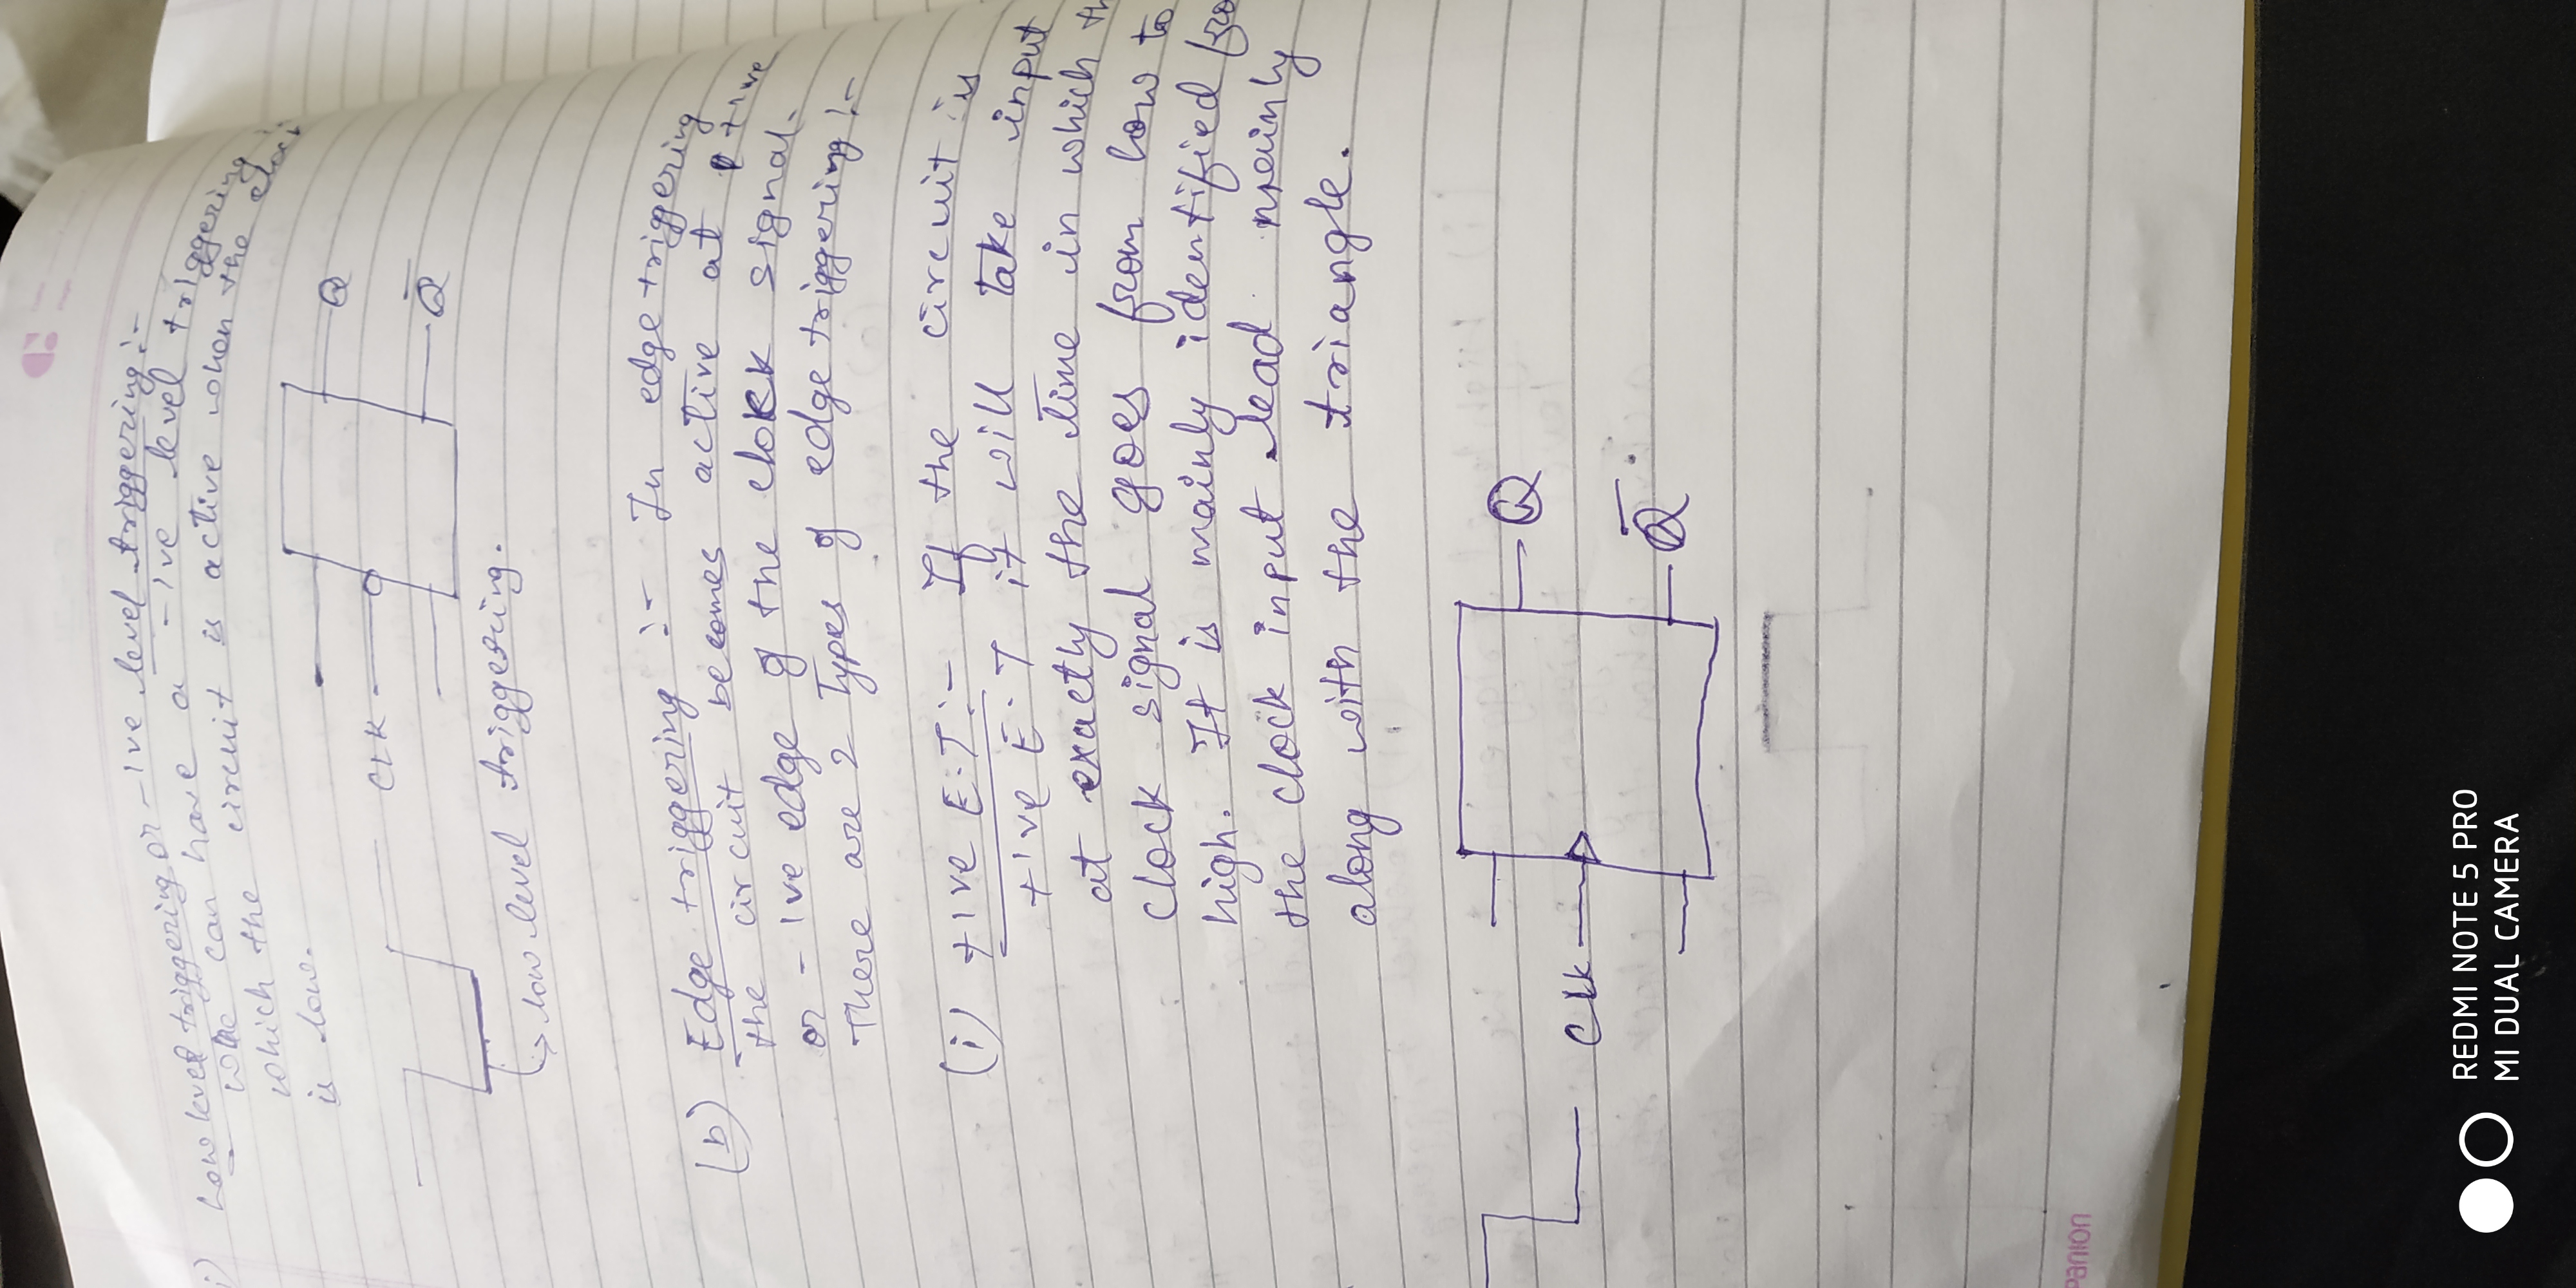 i) Low level triggering or -ive level triggering :-
We can have a -ive level triggering
which the circuit is active when the
is low.
Q
CLK
Q̅
→ low level triggering.
(b) Edge triggering :- In edge triggering
the circuit becomes active at +ive
or -ive edge of the clock signal.
There are 2 Types of edge triggering :-
(i) +ive E.T :- If the circuit is
+ive E.T it will take input
at exactly the time in which th
clock signal goes from low to
high. It is mainly identified fro
the clock input lead mainly
along with the triangle.
Q
Clk
Q̅
panion
REDMI NOTE 5 PRO
MI DUAL CAMERA